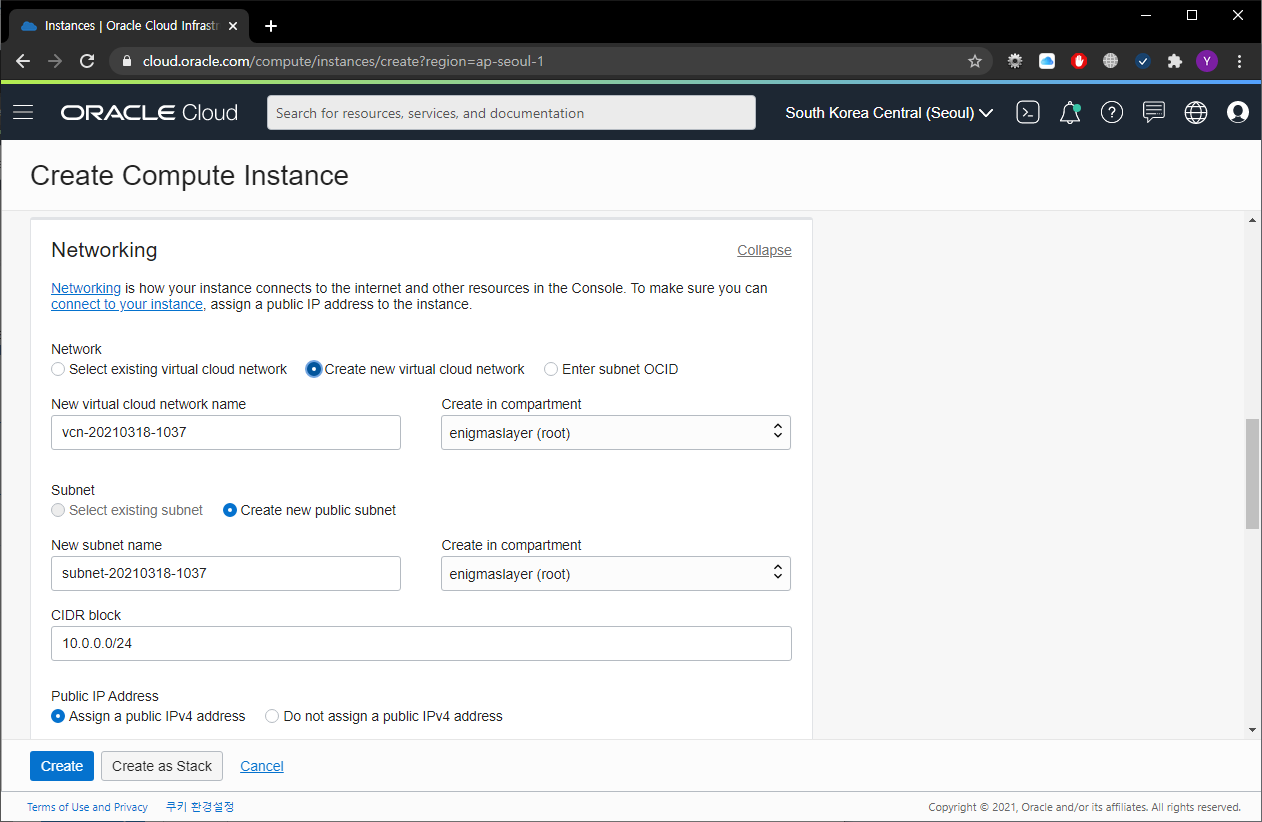 Instances | Oracle Cloud Infrastr
cloud.oracle.com/compute/instances/create?region=ap-seoul-1
Y
ORACLE Cloud
Search for resources, services, and documentation
South Korea Central (Seoul)
Create Compute Instance
Networking
Collapse
Networking is how your instance connects to the internet and other resources in the Console. To make sure you can
connect to your instance, assign a public IP address to the instance.
Network
Select existing virtual cloud network Create new virtual cloud network Enter subnet OCID
New virtual cloud network name Create in compartment
vcn-20210318-1037 enigmaslayer (root)
Subnet
Select existing subnet Create new public subnet
New subnet name Create in compartment
subnet-20210318-1037 enigmaslayer (root)
CIDR block
10.0.0.0/24
Public IP Address
Assign a public IPv4 address Do not assign a public IPv4 address
Create Create as Stack Cancel
Terms of Use and Privacy 쿠키 환경설정 Copyright © 2021, Oracle and/or its affiliates. All rights reserved.